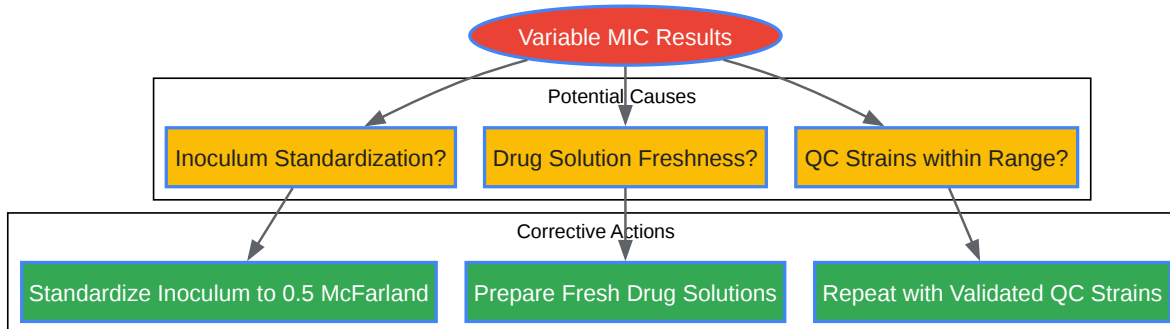 Variable MIC Results
Potential Causes
Inoculum Standardization?
Drug Solution Freshness?
QC Strains within Range?
Corrective Actions
Standardize Inoculum to 0.5 McFarland
Prepare Fresh Drug Solutions
Repeat with Validated QC Strains